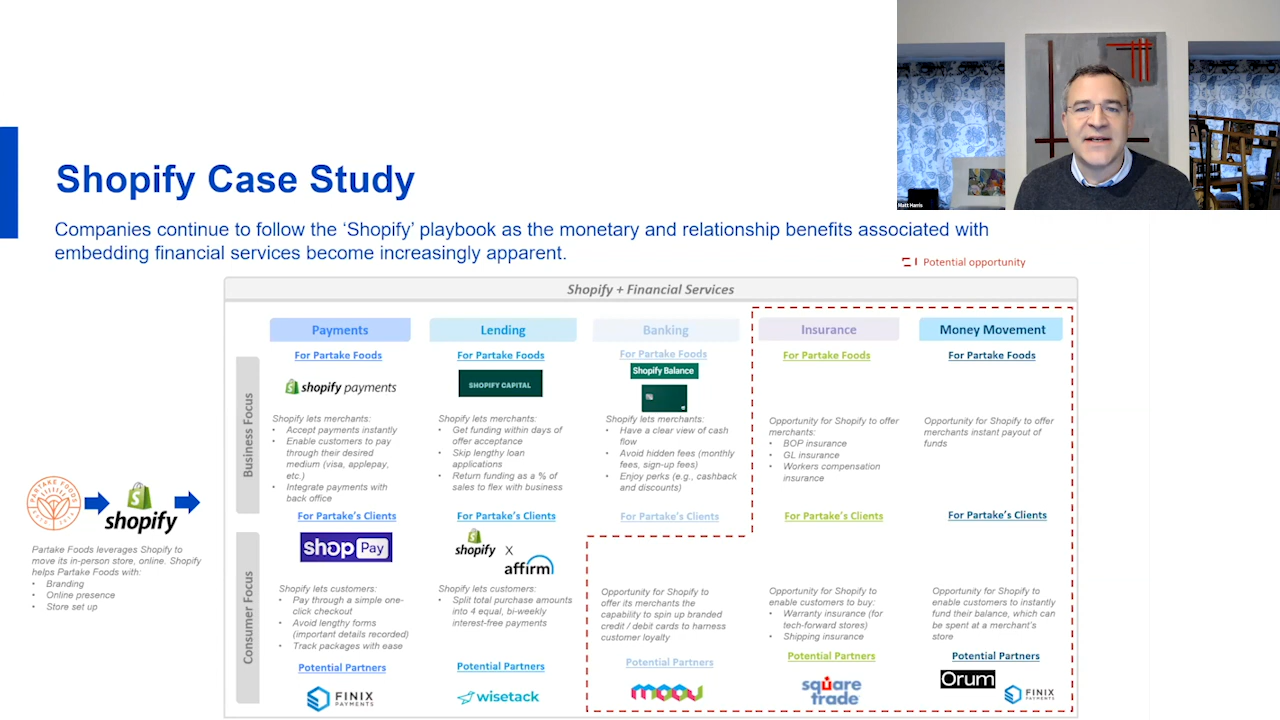 Matt Harris
Shopify Case Study
Companies continue to follow the ‘Shopify’ playbook as the monetary and relationship benefits associated with
embedding financial services become increasingly apparent.
Potential opportunity
Shopify + Financial Services
Payments
Lending
Banking
Insurance
Money Movement
Business Focus
For Partake Foods
shopify payments
Shopify lets merchants:
• Accept payments instantly
• Enable customers to pay
through their desired
medium (visa, applepay,
etc.)
• Integrate payments with
back office
For Partake Foods
SHOPIFY CAPITAL
Shopify lets merchants:
• Get funding within days of
offer acceptance
• Skip lengthy loan
applications
• Return funding as a % of
sales to flex with business
For Partake Foods
Shopify Balance
Shopify lets merchants:
• Have a clear view of cash
flow
• Avoid hidden fees (monthly
fees, sign-up fees)
• Enjoy perks (e.g., cashback
and discounts)
For Partake Foods
Opportunity for Shopify to offer
merchants:
• BOP insurance
• GL insurance
• Workers compensation
insurance
For Partake Foods
Opportunity for Shopify to offer
merchants instant payout of
funds
PARTAKE FOODS
shopify
Partake Foods leverages Shopify to
move its in-person store, online. Shopify
helps Partake Foods with:
• Branding
• Online presence
• Store set up
Consumer Focus
For Partake’s Clients
shop Pay
Shopify lets customers:
• Pay through a simple one-
click checkout
• Avoid lengthy forms
(important details recorded)
• Track packages with ease
Potential Partners
FINIX
PAYMENTS
For Partake’s Clients
shopify
X
affirm
Shopify lets customers:
• Split total purchase amounts
into 4 equal, bi-weekly
interest-free payments
Potential Partners
wisetack
For Partake’s Clients
Opportunity for Shopify to
offer its merchants the
capability to spin up branded
credit / debit cards to harness
customer loyalty
Potential Partners
moov
For Partake’s Clients
Opportunity for Shopify to
enable customers to buy:
• Warranty insurance (for
tech-forward stores)
• Shipping insurance
Potential Partners
square
trade
For Partake’s Clients
Opportunity for Shopify to
enable customers to instantly
fund their balance, which can
be spent at a merchant’s
store
Potential Partners
Orum
FINIX
PAYMENTS